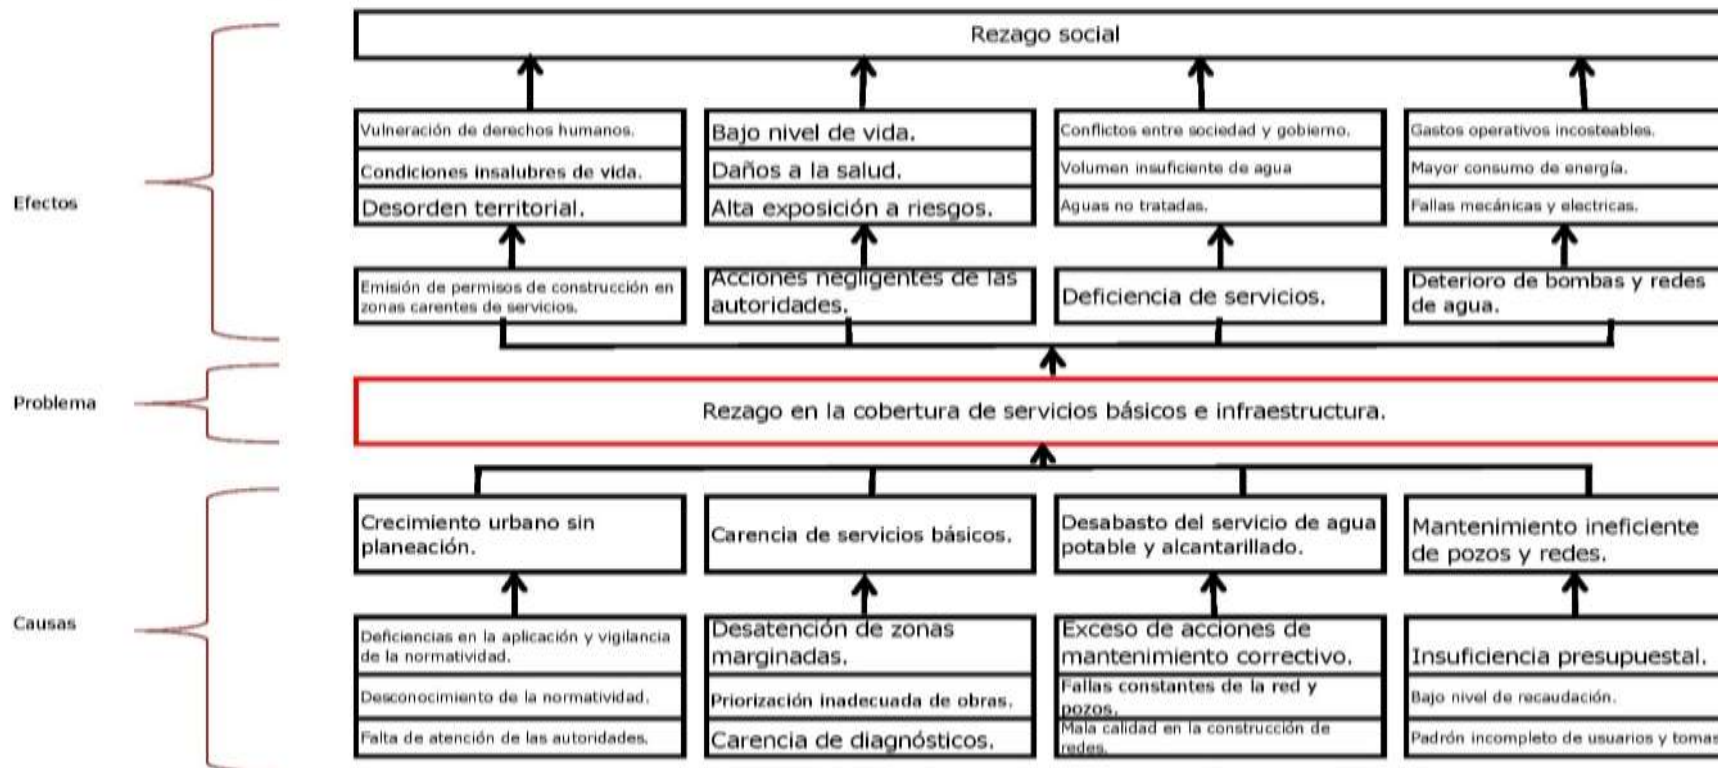 Rezago social
Vulneración de derechos humanos.
Condiciones insalubres de vida.
Desorden territorial.
Bajo nivel de vida.
Daños a la salud.
Alta exposición a riesgos.
Conflictos entre sociedad y gobierno.
Volumen insuficiente de agua
Aguas no tratadas.
Gastos operativos incosteables.
Mayor consumo de energía.
Fallas mecánicas y electricas.
Efectos
Emisión de permisos de construcción en
zonas carentes de servicios.
Acciones negligentes de las
autoridades.
Deficiencia de servicios.
Deterioro de bombas y redes
de agua.
Problema
Rezago en la cobertura de servicios básicos e infraestructura.
Crecimiento urbano sin
planeación.
Carencia de servicios básicos.
Desabasto del servicio de agua
potable y alcantarillado.
Mantenimiento ineficiente
de pozos y redes.
Causas
Deficiencias en la aplicación y vigilancia
de la normatividad.
Desconocimiento de la normatividad.
Falta de atención de las autoridades.
Desatención de zonas
marginadas.
Priorización inadecuada de obras.
Carencia de diagnósticos.
Exceso de acciones de
mantenimiento correctivo.
Fallas constantes de la red y
pozos.
Mala calidad en la construcción de
redes.
Insuficiencia presupuestal.
Bajo nivel de recaudación.
Padrón incompleto de usuarios y tomas